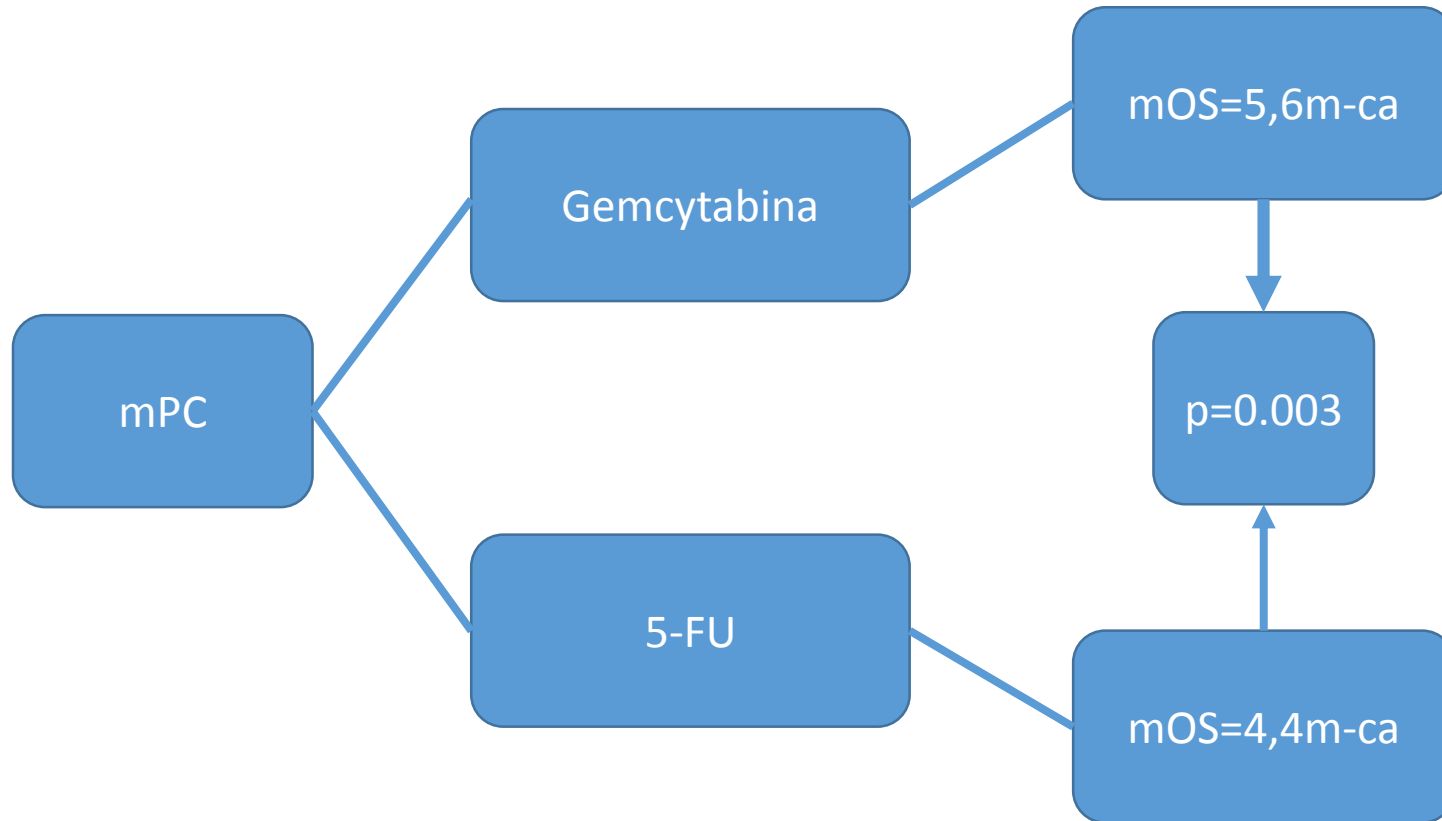 mOS=5,6m-ca
Gemcytabina
mPC
p=0.003
5-FU
mOS=4,4m-ca